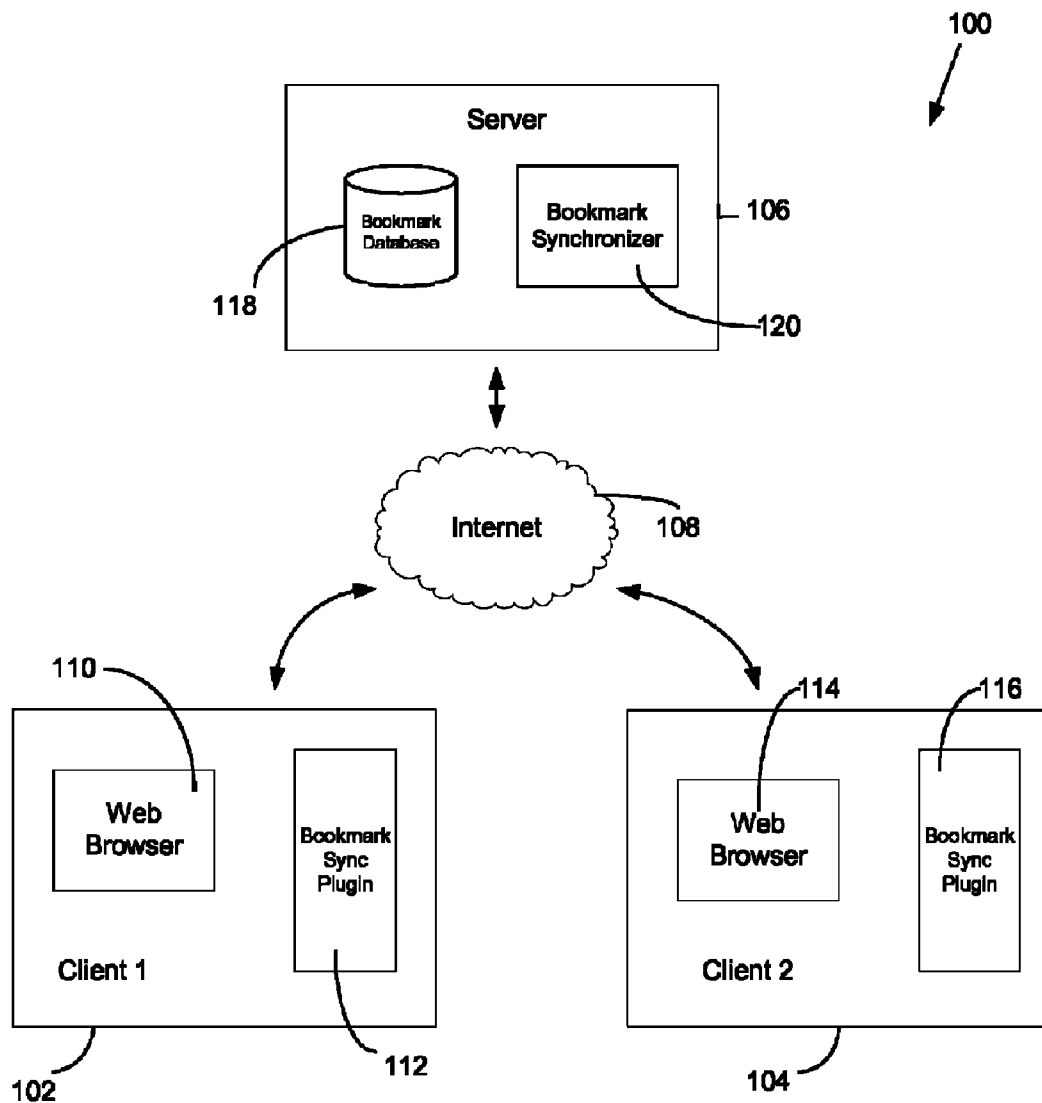 100
Server
Bookmark
Database
Bookmark
Synchronizer
106
118
120
Internet
108
110
114
116
Web
Browser
Bookmark
Sync
Plugin
Client 1
Web
Browser
Bookmark
Sync
Plugin
Client 2
102
112
104